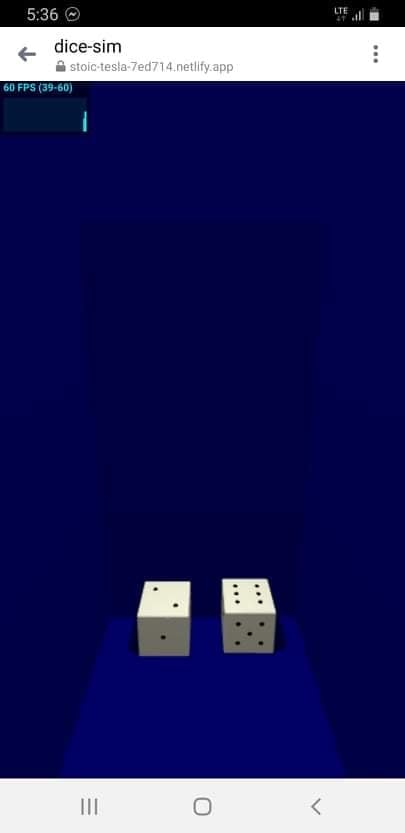 5:36
LTE
dice-sim
stoic-tesla-7ed714.netlify.app
60 FPS (39-60)